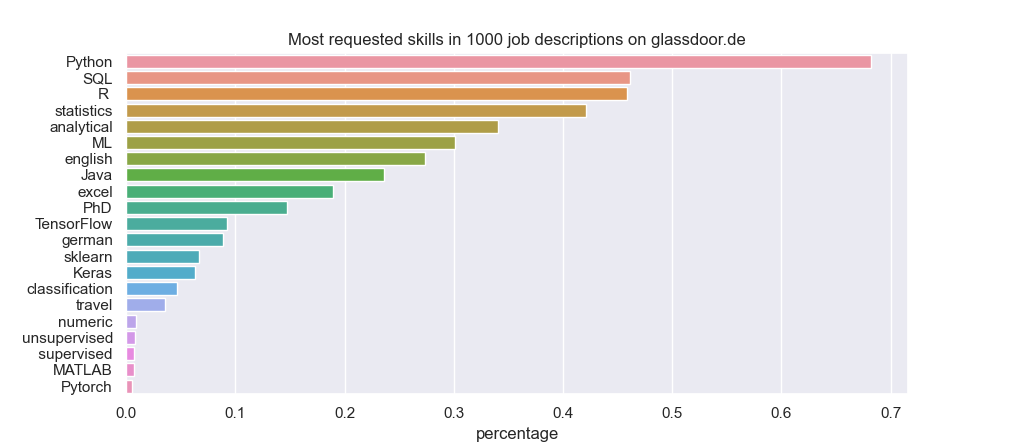 Most requested skills in 1000 job descriptions on glassdoor.de
Python
SQL
R
statistics
analytical
ML
english
Java
excel
PhD
TensorFlow
german
sklearn
Keras
classification
travel
numeric
unsupervised
supervised
MATLAB
Pytorch
0.0 0.1 0.2 0.3 0.4 0.5 0.6 0.7
percentage